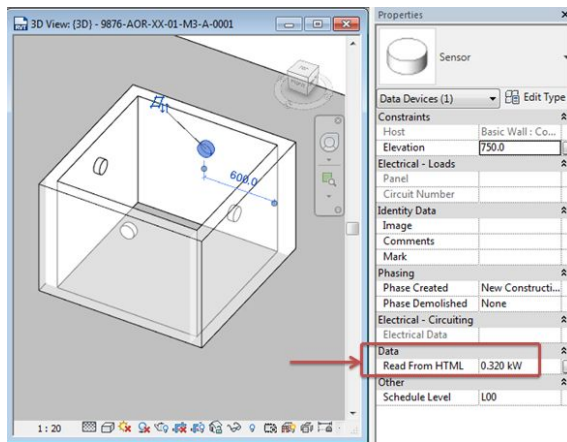 3D View: {3D} - 9876-AOR-XX-01-M3-A-0001
600.0
1 : 20
Properties
Sensor
Data Devices (1)
Edit Type
Constraints
Host Basic Wall : Co...
Elevation 750.0
Electrical - Loads
Panel
Circuit Number
Identity Data
Image
Comments
Mark
Phasing
Phase Created New Constructi...
Phase Demolished None
Electrical - Circuiting
Electrical Data
Data
Read From HTML 0.320 kW
Other
Schedule Level L00